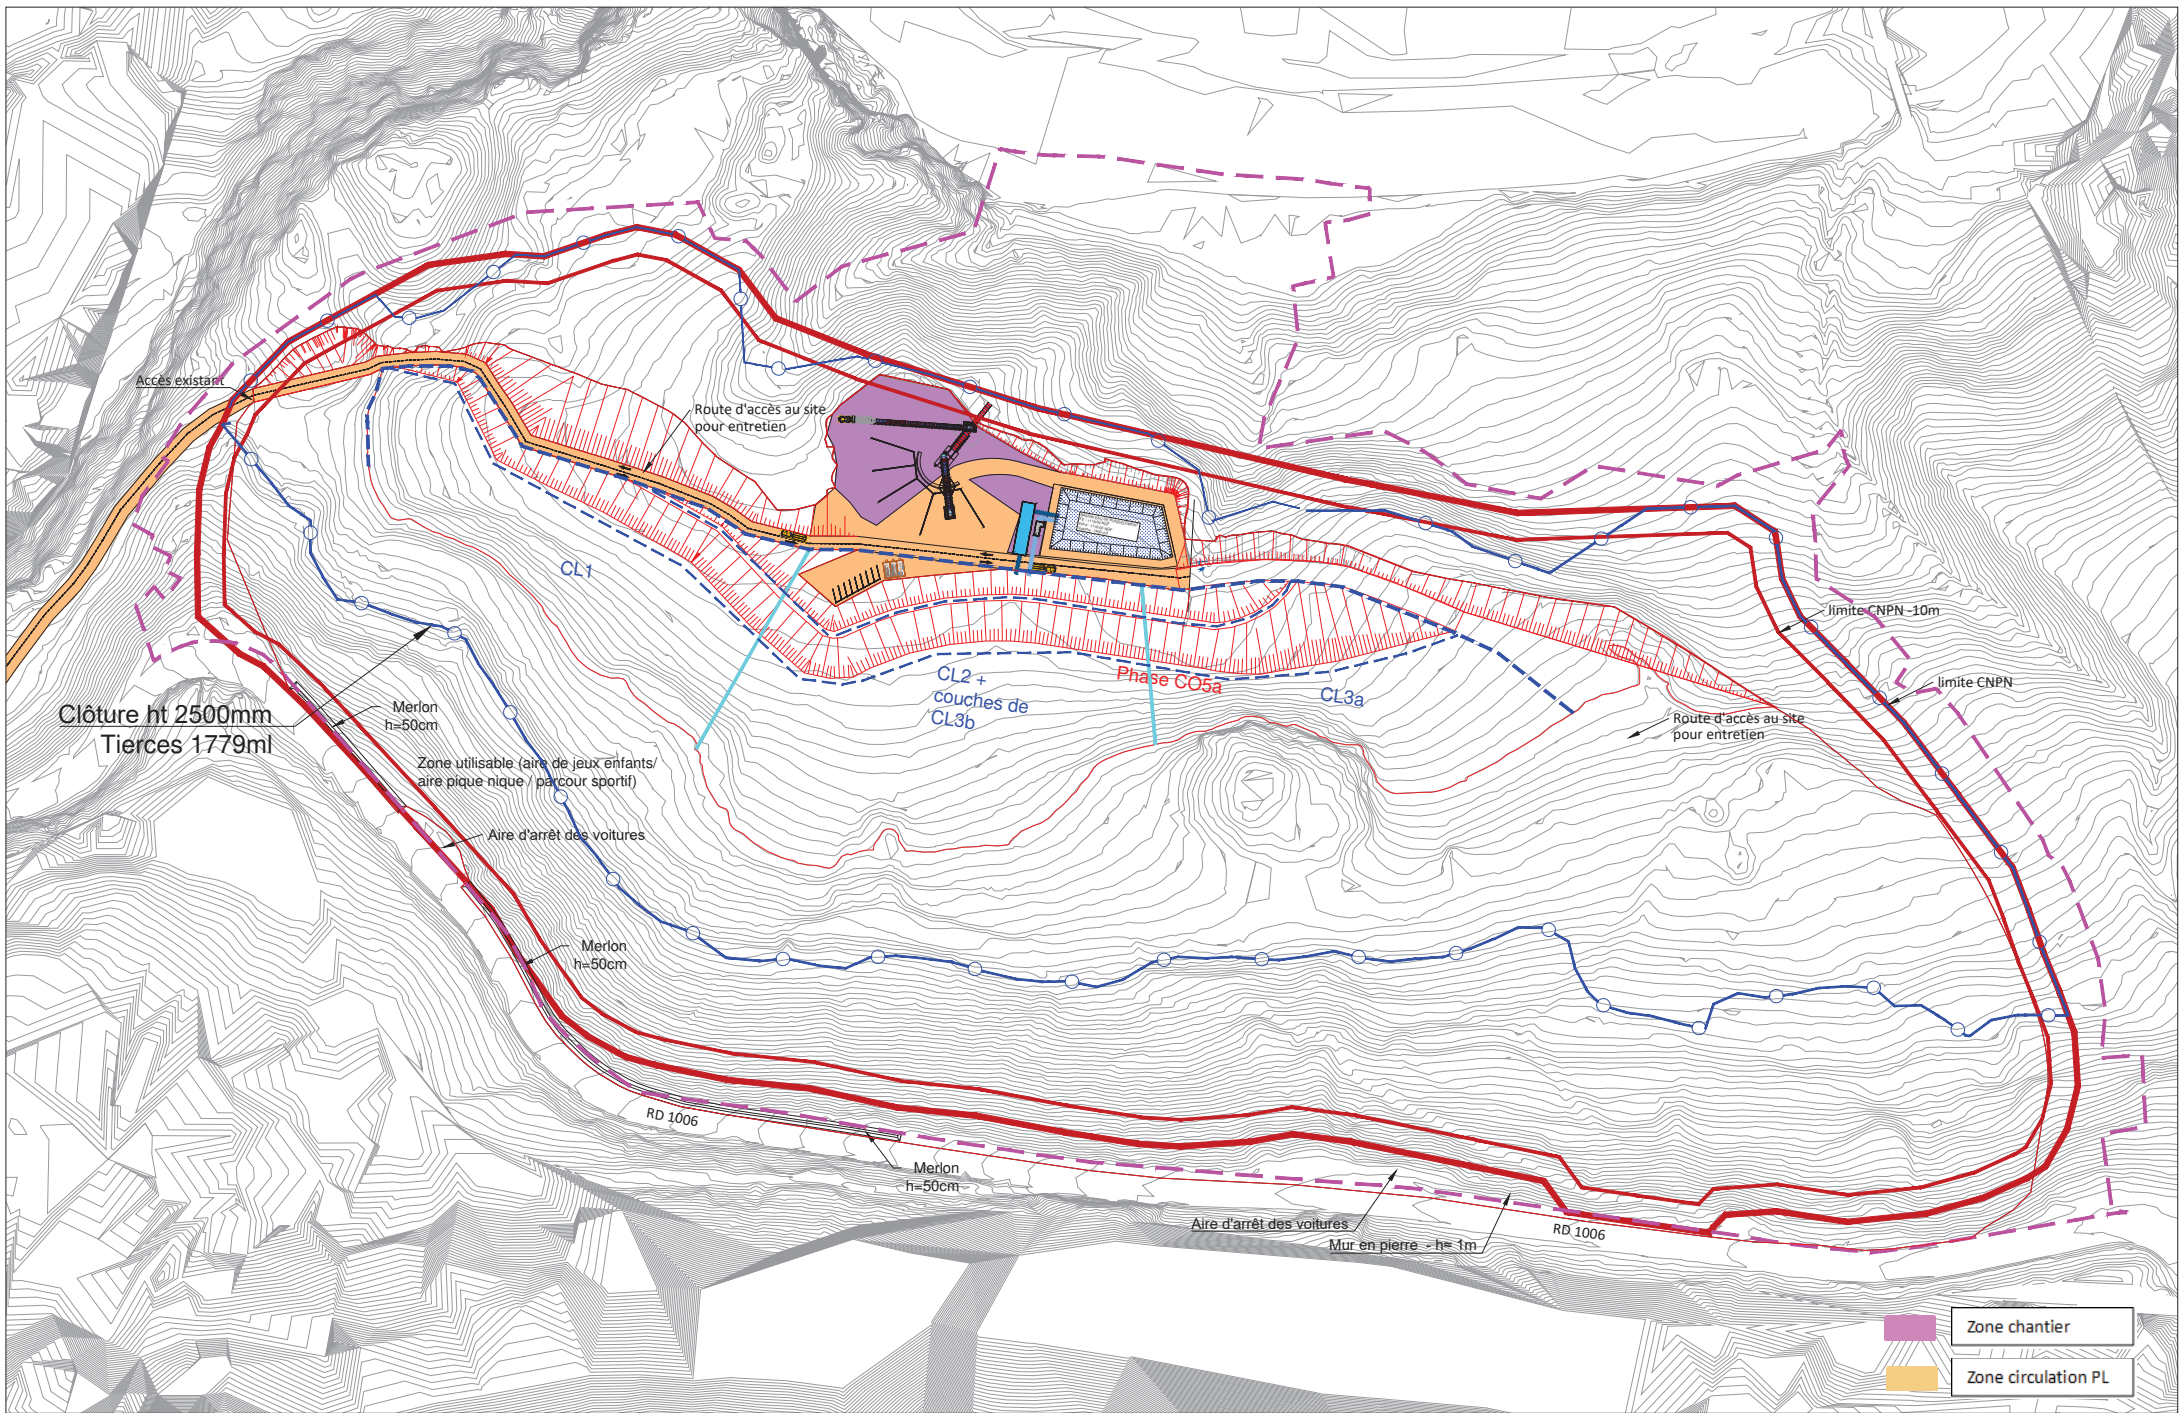 Accès existant
Route d'accès au site
pour entretien
CL1
CL2 +
couches de
CL3b
Phase CO5a
CL3a
limite CNPN -10m
limite CNPN
Route d'accès au site
pour entretien
Clôture ht 2500mm
Tierces 1779ml
Merlon
h=50cm
Zone utilisable (aire de jeux enfants/
aire pique nique / parcour sportif)
Aire d'arrêt des voitures
Merlon
h=50cm
RD 1006
Merlon
h=50cm
Aire d'arrêt des voitures
Mur en pierre - h= 1m
RD 1006
Zone chantier
Zone circulation PL